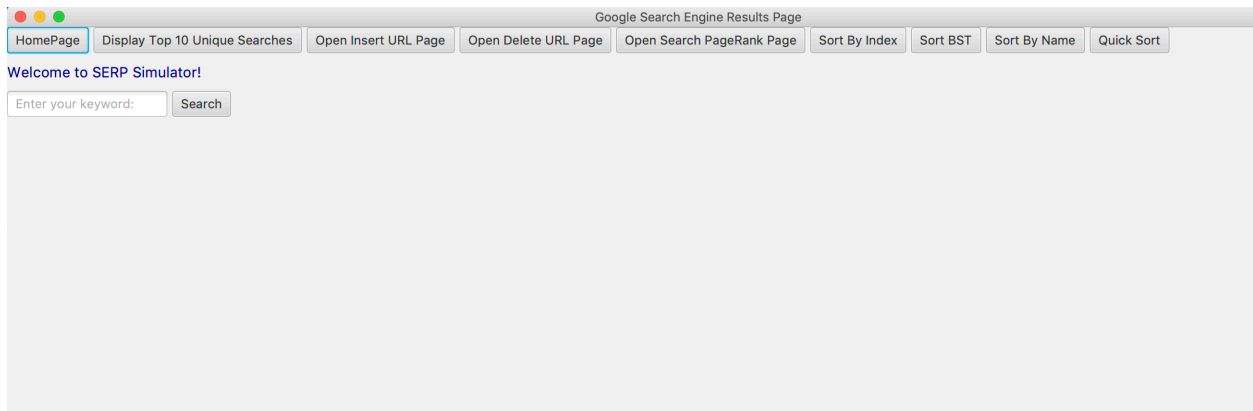 Google Search Engine Results Page
HomePage Display Top 10 Unique Searches Open Insert URL Page Open Delete URL Page Open Search PageRank Page Sort By Index Sort BST Sort By Name Quick Sort
Welcome to SERP Simulator!
Enter your keyword: Search